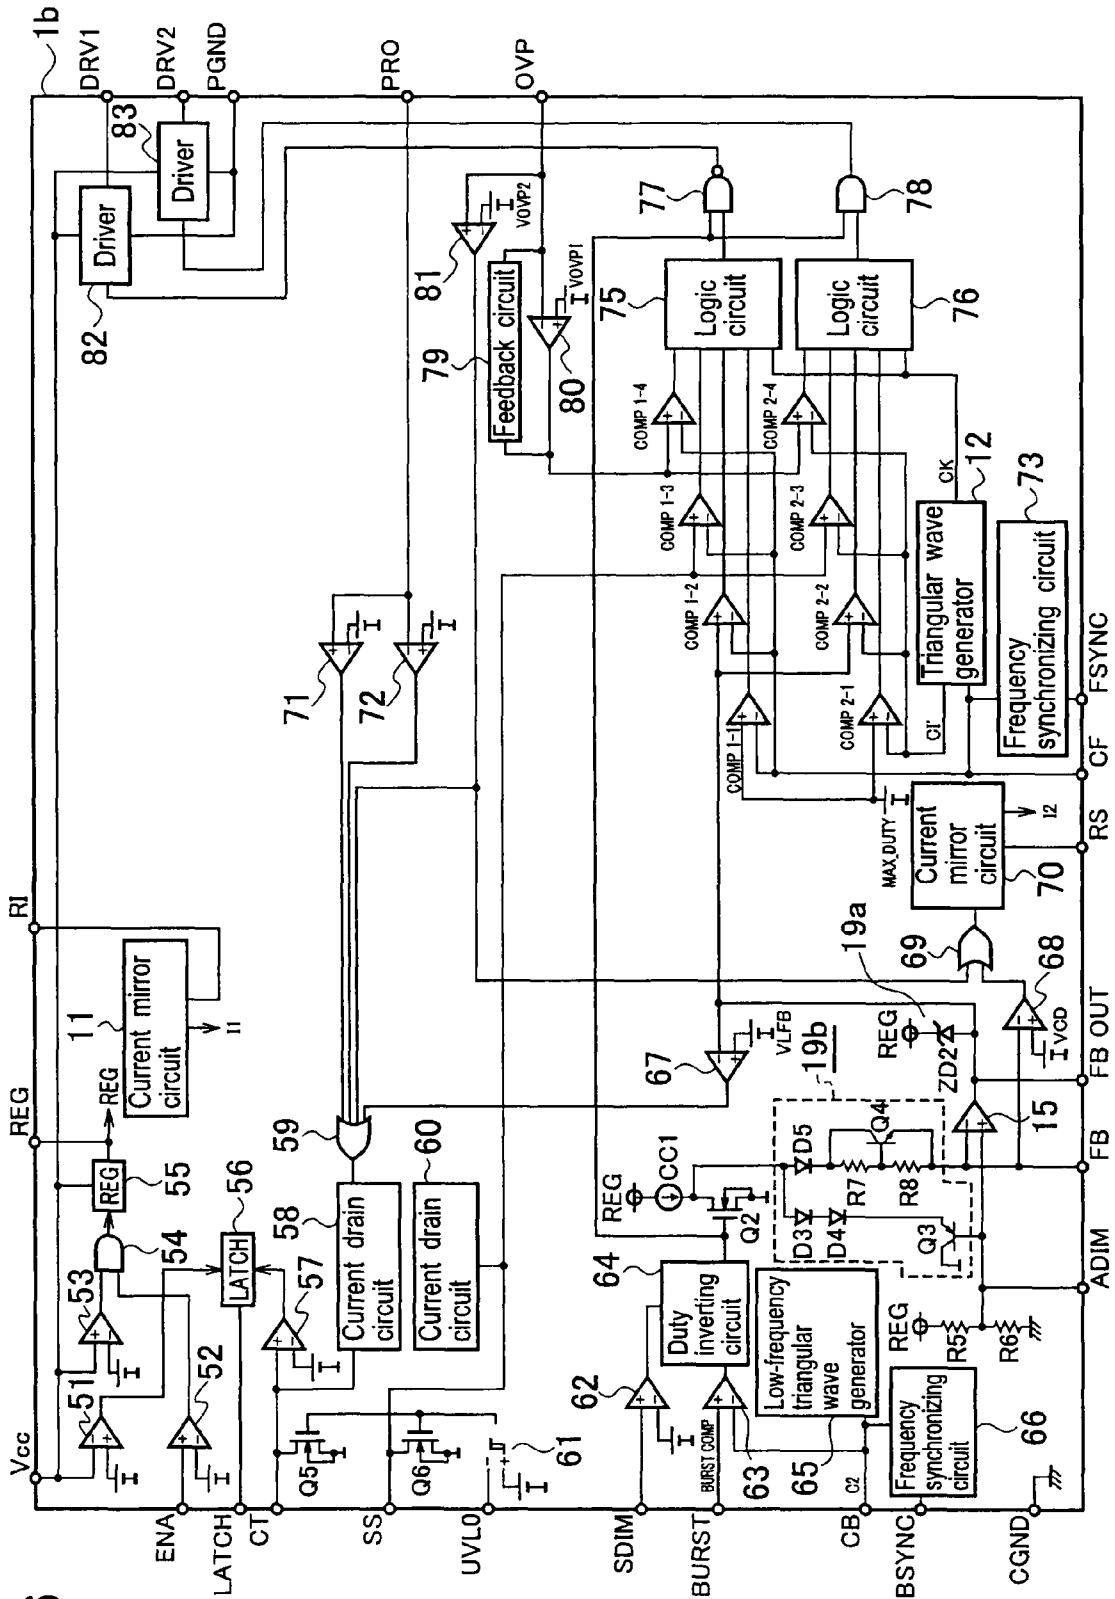 1b
Vcc
REG
RI
DRV1
DRV2
PGND
PRO
OVP
ENA
LATCH
CT
SS
UVLO
SDIM
BURST
CB
BSYNC
CGND
ADIM
FB
FB OUT
RS
CF
FSYNC
51
52
53
54
REG
55
REG
LATCH
56
57
11
Current mirror
circuit
I1
Q5
Q6
61
Current drain
circuit
58
Current drain
circuit
60
59
71
72
Driver
82
Driver
83
81
VOVP2
Feedback circuit
79
80
VOVP1
62
BURST COMP
63
Duty
inverting
circuit
64
Low-frequency
triangular
wave
generator
65
C2
Frequency
synchronizing
circuit
66
REG
CC1
Q2
67
VLFB
19b
D3
D4
D5
R7
R8
Q4
Q3
REG
R5
R6
15
REG
ZD2
19a
68
VCD
69
Current
mirror
circuit
70
I2
MAX_DUTY
COMP 1-1
COMP 1-2
COMP 1-3
COMP 1-4
COMP 2-1
COMP 2-2
COMP 2-3
COMP 2-4
CI'
CK
Triangular wave
generator
12
Frequency
synchronizing circuit
73
Logic
circuit
75
Logic
circuit
76
77
78